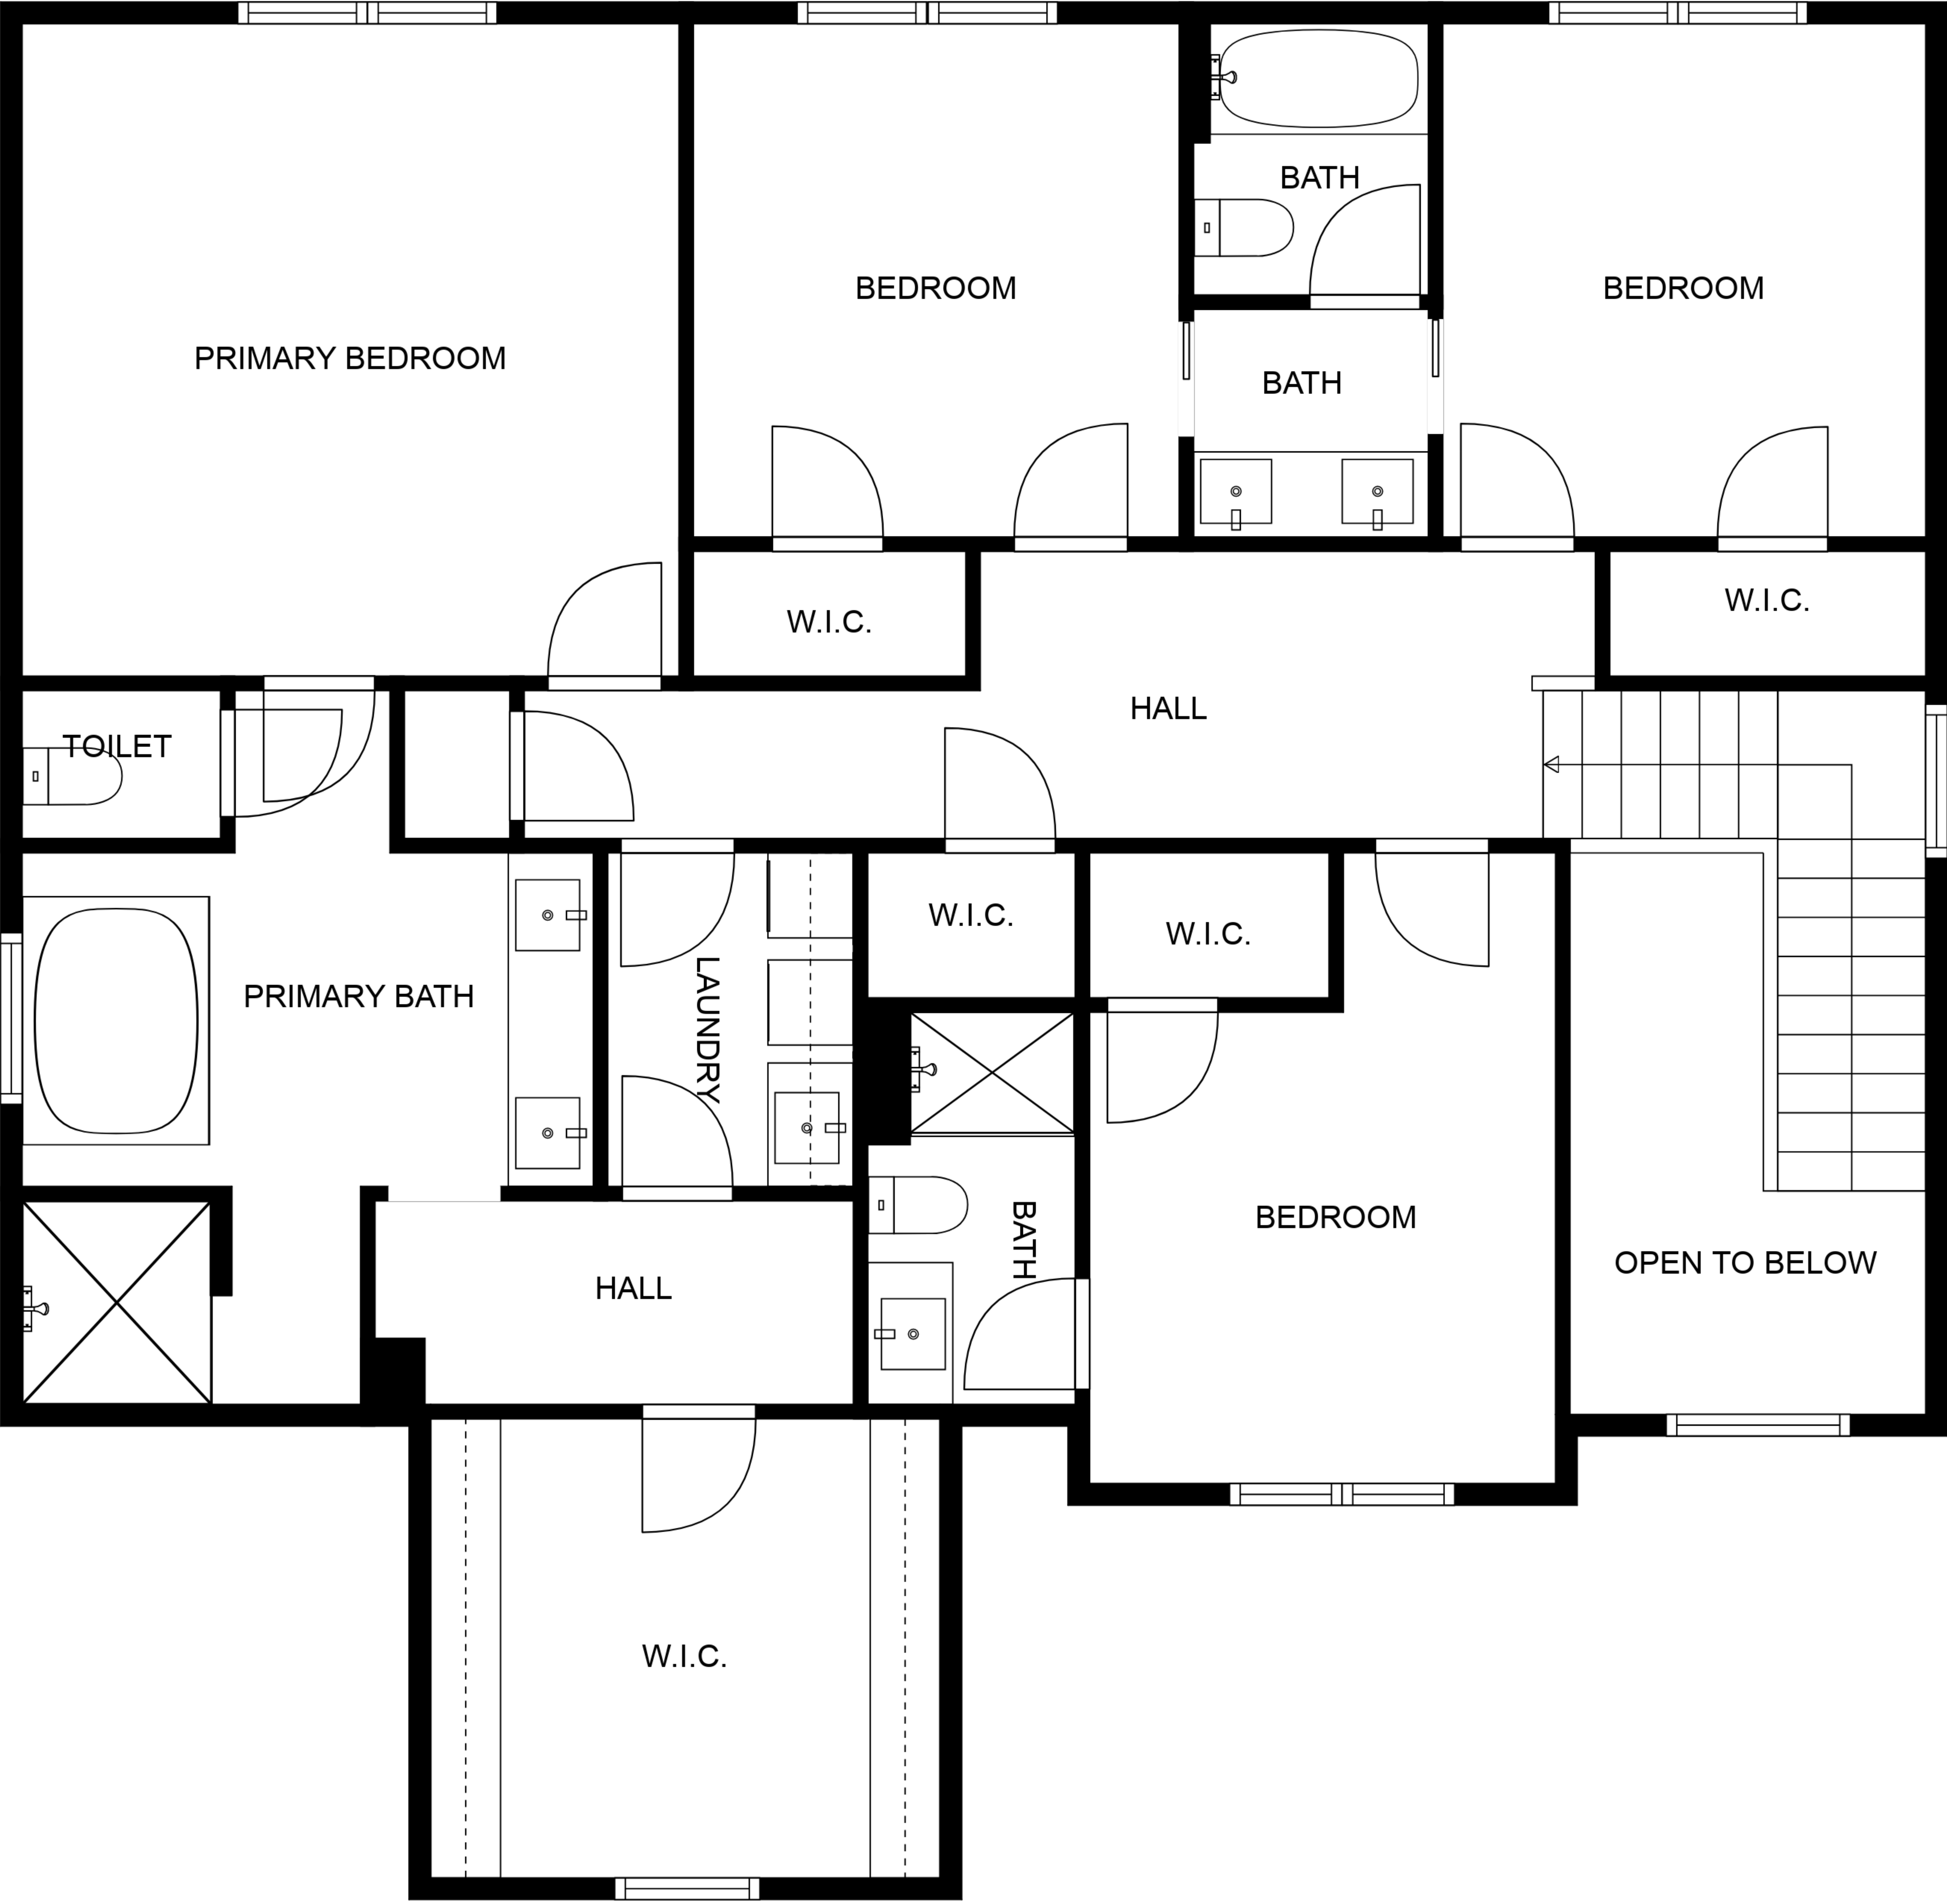 BATH
BEDROOM
BEDROOM
PRIMARY BEDROOM
BATH
W.I.C.
W.I.C.
HALL
TOILET
W.I.C.
W.I.C.
PRIMARY BATH
LAUNDRY
BEDROOM
BATH
OPEN TO BELOW
HALL
W.I.C.